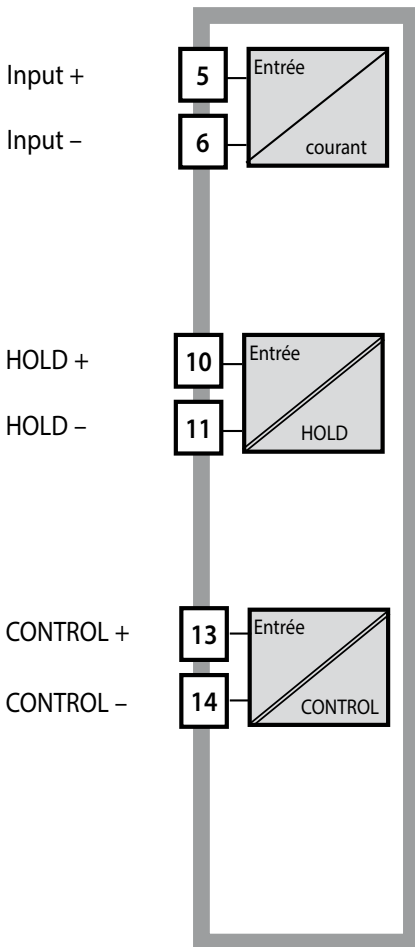 Input +
5
Entrée
Input –
6
courant
HOLD +
10
Entrée
HOLD –
11
HOLD
CONTROL +
13
Entrée
CONTROL –
14
CONTROL